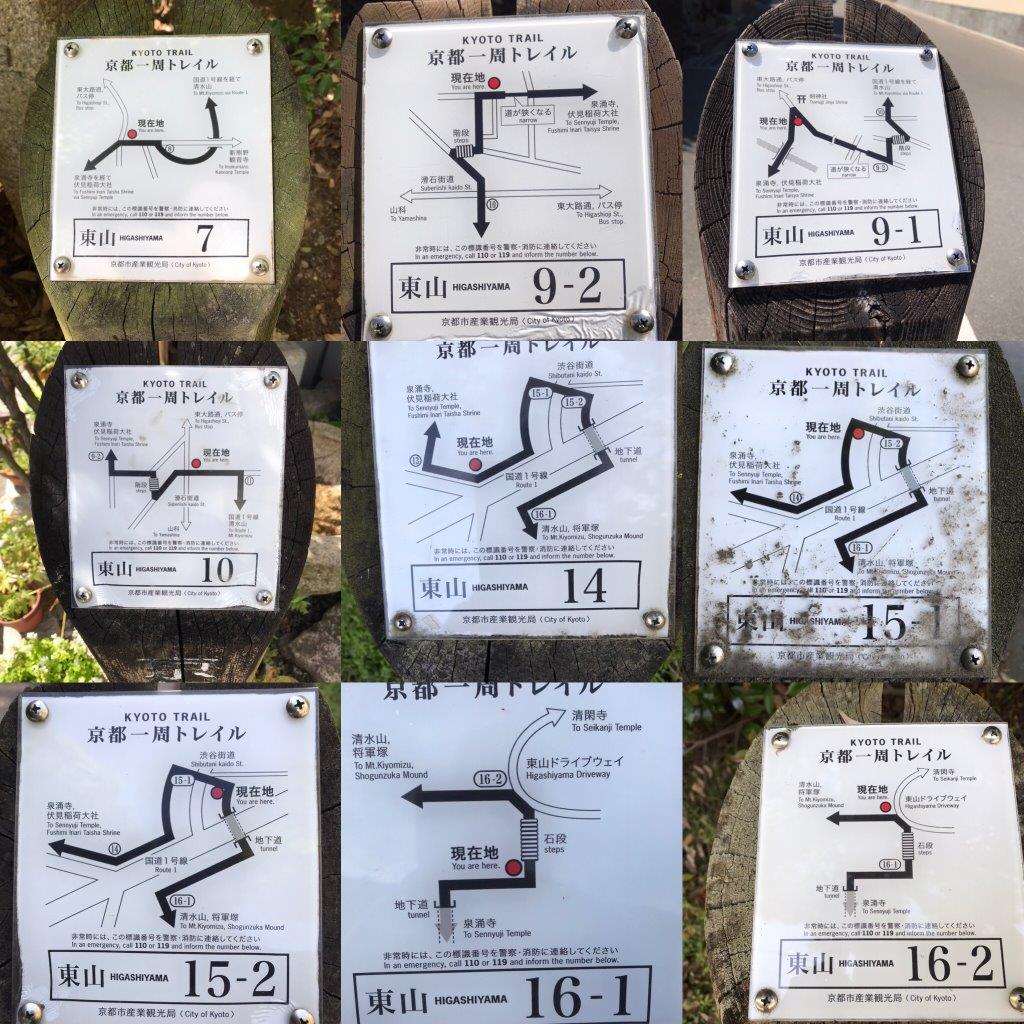 KYOTO TRAIL
京都一周トレイル
東大路通、
バス停
To Higashioji St.,
Bus stop
国道1号線を経て
清水山
To Mt.Kiyomizu via Route 1
現在地
You are here.
8
新熊野
観音寺
To Imakumano
Kannonji Temple
泉涌寺を経て
伏見稲荷大社
To Fushimi Inari Taisha Shrine
via Sennyuji Temple
非常時には、この標識番号を警察・消防に連絡してください
In an emergency, call 110 or 119 and inform the number below.
東山 HIGASHIYAMA 7
京都市産業観光局（City of Kyoto）
KYOTO TRAIL
京都一周トレイル
現在地
You are here.
泉涌寺、
伏見稲荷大社
To Sennyuji Temple,
Fushimi Inari Taisya Shrine
道が狭くなる
narrow
階段
steps
滑石街道
Suberiishi kaido St.
10
山科
To Yamashina
東大路通、バス停
To Higashioji St.,
Bus stop
非常時には、この標識番号を警察・消防に連絡してください
In an emergency, call 110 or 119 and inform the number below.
東山 HIGASHIYAMA 9-2
京都市産業観光局（City of Kyoto）
KYOTO TRAIL
京都一周トレイル
東大路通、バス停
To Higashioji St.,
Bus stop
剣神社
Tsurugi Jinja Shrine
国道1号線を経て
清水山
To Mt.Kiyomizu via Route 1
現在地
You are here.
10
階段
steps
9-2
道が狭くなる
narrow
泉涌寺、伏見稲荷大社
To Sennyuji Temple,
Fushimi Inari Taisya Shrine
非常時には、この標識番号を警察・消防に連絡してください
In an emergency, call 110 or 119 and inform the number below.
東山 HIGASHIYAMA 9-1
京都市産業観光局（City of Kyoto）
KYOTO TRAIL
京都一周トレイル
泉涌寺、
伏見稲荷大社
To Sennyuji Temple,
Fushimi Inari Taisha Shrine
東大路通、バス停
To Higashioji St.,
Bus stop
9-2
現在地
You are here.
階段
steps
滑石街道
Suberiishi kaido St.
11
山科
To Yamashina
国道1号線
清水山
To Route 1,
Mt.Kiyomizu
非常時には、この標識番号を警察・消防に連絡してください
In an emergency, call 110 or 119 and inform the number below.
東山 HIGASHIYAMA 10
京都市産業観光局（City of Kyoto）
京都一周トレイル
渋谷街道
Shibutani kaido St.
泉涌寺、
伏見稲荷大社
To Sennyuji Temple,
Fushimi Inari Taisha Shrine
15-1
15-2
現在地
You are here.
13
地下道
tunnel
国道1号線
Route 1
16-1
清水山、将軍塚
To Mt.Kiyomizu, Shogunzuka Mound
非常時には、この標識番号を警察・消防に連絡してください
In an emergency, call 110 or 119 and inform the number below.
東山 HIGASHIYAMA 14
京都市産業観光局（City of Kyoto）
KYOTO TRAIL
京都一周トレイル
渋谷街道
Shibutani kaido St.
現在地
You are here.
15-2
泉涌寺、
伏見稲荷大社
To Sennyuji Temple,
Fushimi Inari Taisha Shrine
14
地下道
tunnel
国道1号線
Route 1
16-1
清水山、将軍塚
To Mt.Kiyomizu, Shogunzuka Mound
非常時には、この標識番号を警察・消防に連絡してください
In an emergency, call 110 or 119 and inform the number below.
東山 HIGASHIYAMA 15-1
京都市産業観光局（City of Kyoto）
KYOTO TRAIL
京都一周トレイル
渋谷街道
Shibutani kaido St.
15-1
現在地
You are here.
泉涌寺、
伏見稲荷大社
To Sennyuji Temple,
Fushimi Inari Taisha Shrine
14
地下道
tunnel
国道1号線
Route 1
16-1
清水山、将軍塚
To Mt.Kiyomizu, Shogunzuka Mound
非常時には、この標識番号を警察・消防に連絡してください
In an emergency, call 110 or 119 and inform the number below.
東山 HIGASHIYAMA 15-2
京都市産業観光局（City of Kyoto）
京都一周トレイル
清閑寺
To Seikanji Temple
清水山、
将軍塚
To Mt.Kiyomizu,
Shogunzuka Mound
東山ドライブウェイ
Higashiyama Driveway
16-2
石段
steps
現在地
You are here.
地下道
tunnel
泉涌寺
To Sennyuji Temple
非常時には、この標識番号を警察・消防に連絡してください
In an emergency, call 110 or 119 and inform the number below.
東山 HIGASHIYAMA 16-1
KYOTO TRAIL
京都一周トレイル
清閑寺
To Seikanji Temple
清水山、
将軍塚
To Mt.Kiyomizu,
Shogunzuka Mound
現在地
You are here.
東山ドライブウェイ
Higashiyama Driveway
石段
steps
16-1
地下道
tunnel
泉涌寺
To Sennyuji Temple
非常時には、この標識番号を警察・消防に連絡してください
In an emergency, call 110 or 119 and inform the number below.
東山 HIGASHIYAMA 16-2
京都市産業観光局（City of Kyoto）